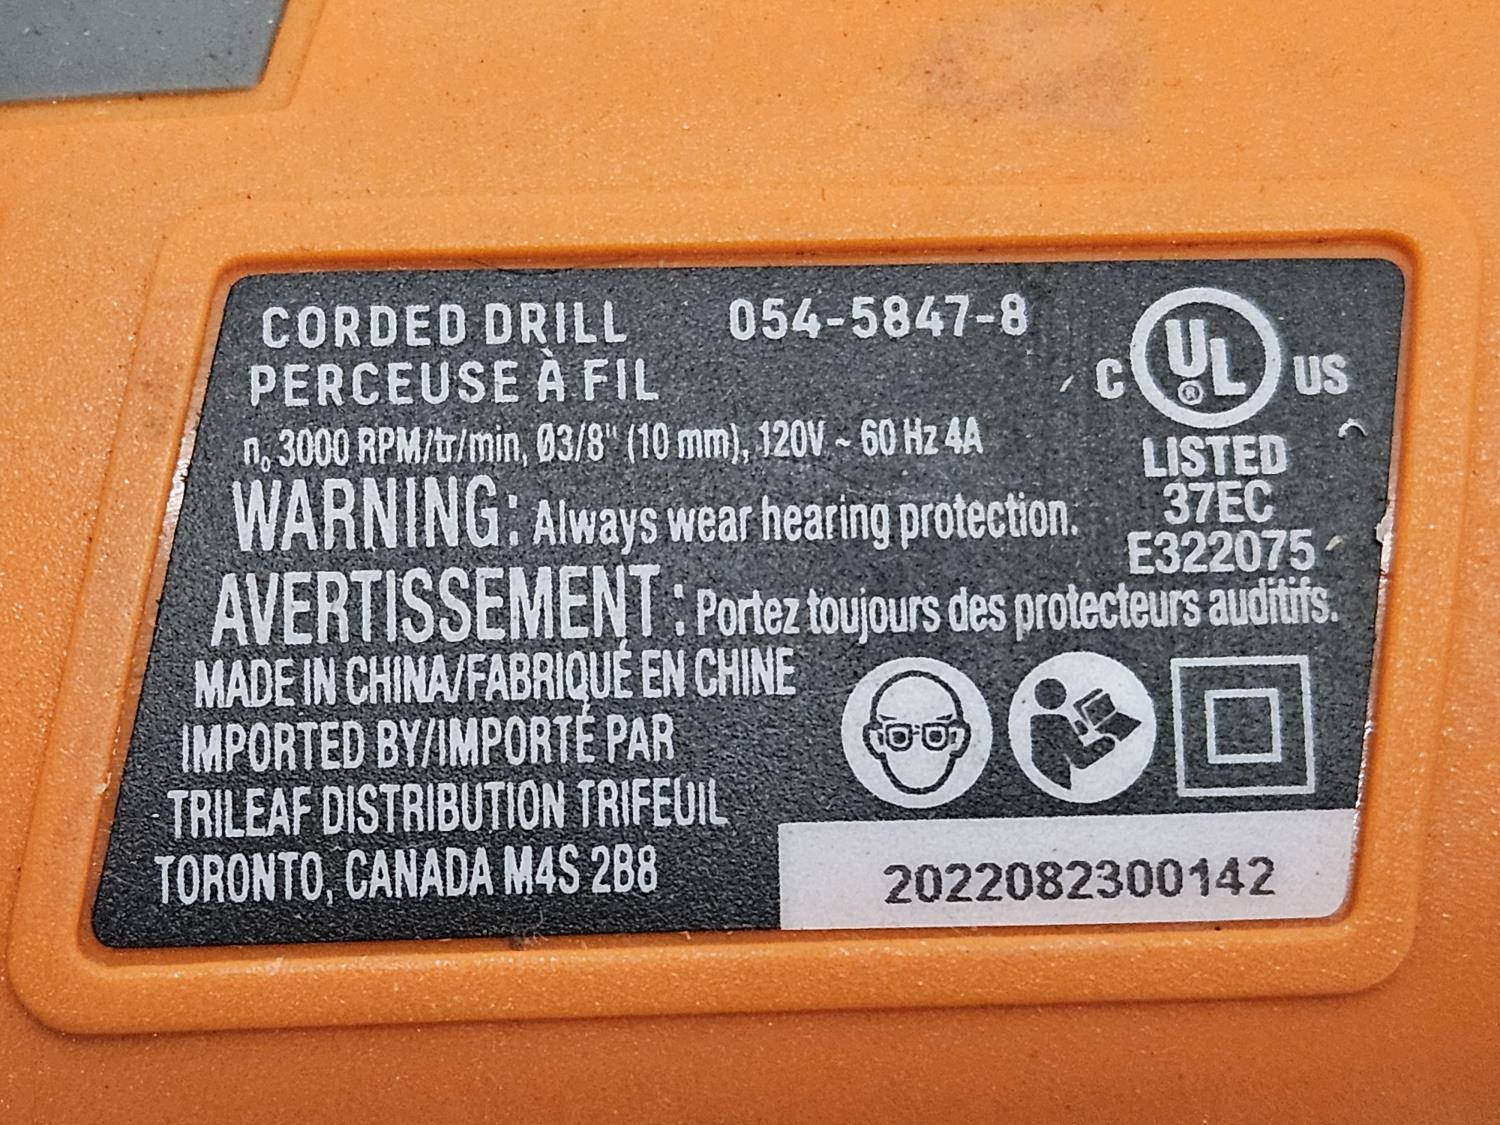 CORDED DRILL 054-5847-8
PERCEUSE À FIL
C UL® US
n₀ 3000 RPM/tr/min, Ø3/8" (10 mm), 120V ~ 60 Hz 4A
LISTED
37EC
E322075
WARNING: Always wear hearing protection.
AVERTISSEMENT : Portez toujours des protecteurs auditifs.
MADE IN CHINA/FABRIQUÉ EN CHINE
IMPORTED BY/IMPORTÉ PAR
TRILEAF DISTRIBUTION TRIFEUIL
TORONTO, CANADA M4S 2B8
2022082300142